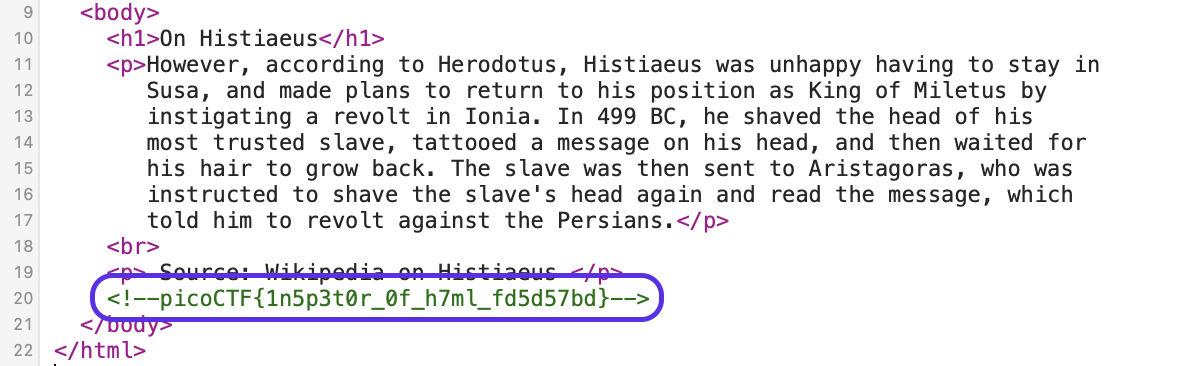 9 <body>
10 <h1>On Histiaeus</h1>
11 <p>However, according to Herodotus, Histiaeus was unhappy having to stay in
12 Susa, and made plans to return to his position as King of Miletus by
13 instigating a revolt in Ionia. In 499 BC, he shaved the head of his
14 most trusted slave, tattooed a message on his head, and then waited for
15 his hair to grow back. The slave was then sent to Aristagoras, who was
16 instructed to shave the slave's head again and read the message, which
17 told him to revolt against the Persians.</p>
18 <br>
19 <p> Source: Wikipedia on Histiaeus </p>
20 <!--picoCTF{1n5p3t0r_0f_h7ml_fd5d57bd}-->
21 </body>
22 </html>